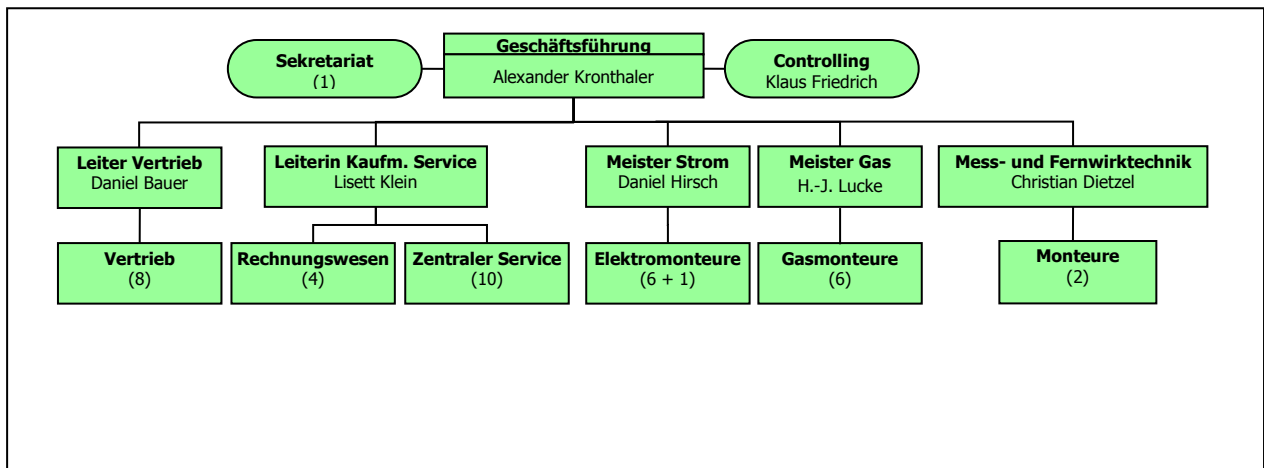 Geschäftsführung
Alexander Kronthaler
Sekretariat
(1)
Controlling
Klaus Friedrich
Leiter Vertrieb
Daniel Bauer
Leiterin Kaufm. Service
Lisett Klein
Meister Strom
Daniel Hirsch
Meister Gas
H.-J. Lucke
Mess- und Fernwirktechnik
Christian Dietzel
Vertrieb
(8)
Rechnungswesen
(4)
Zentraler Service
(10)
Elektromonteure
(6 + 1)
Gasmonteure
(6)
Monteure
(2)